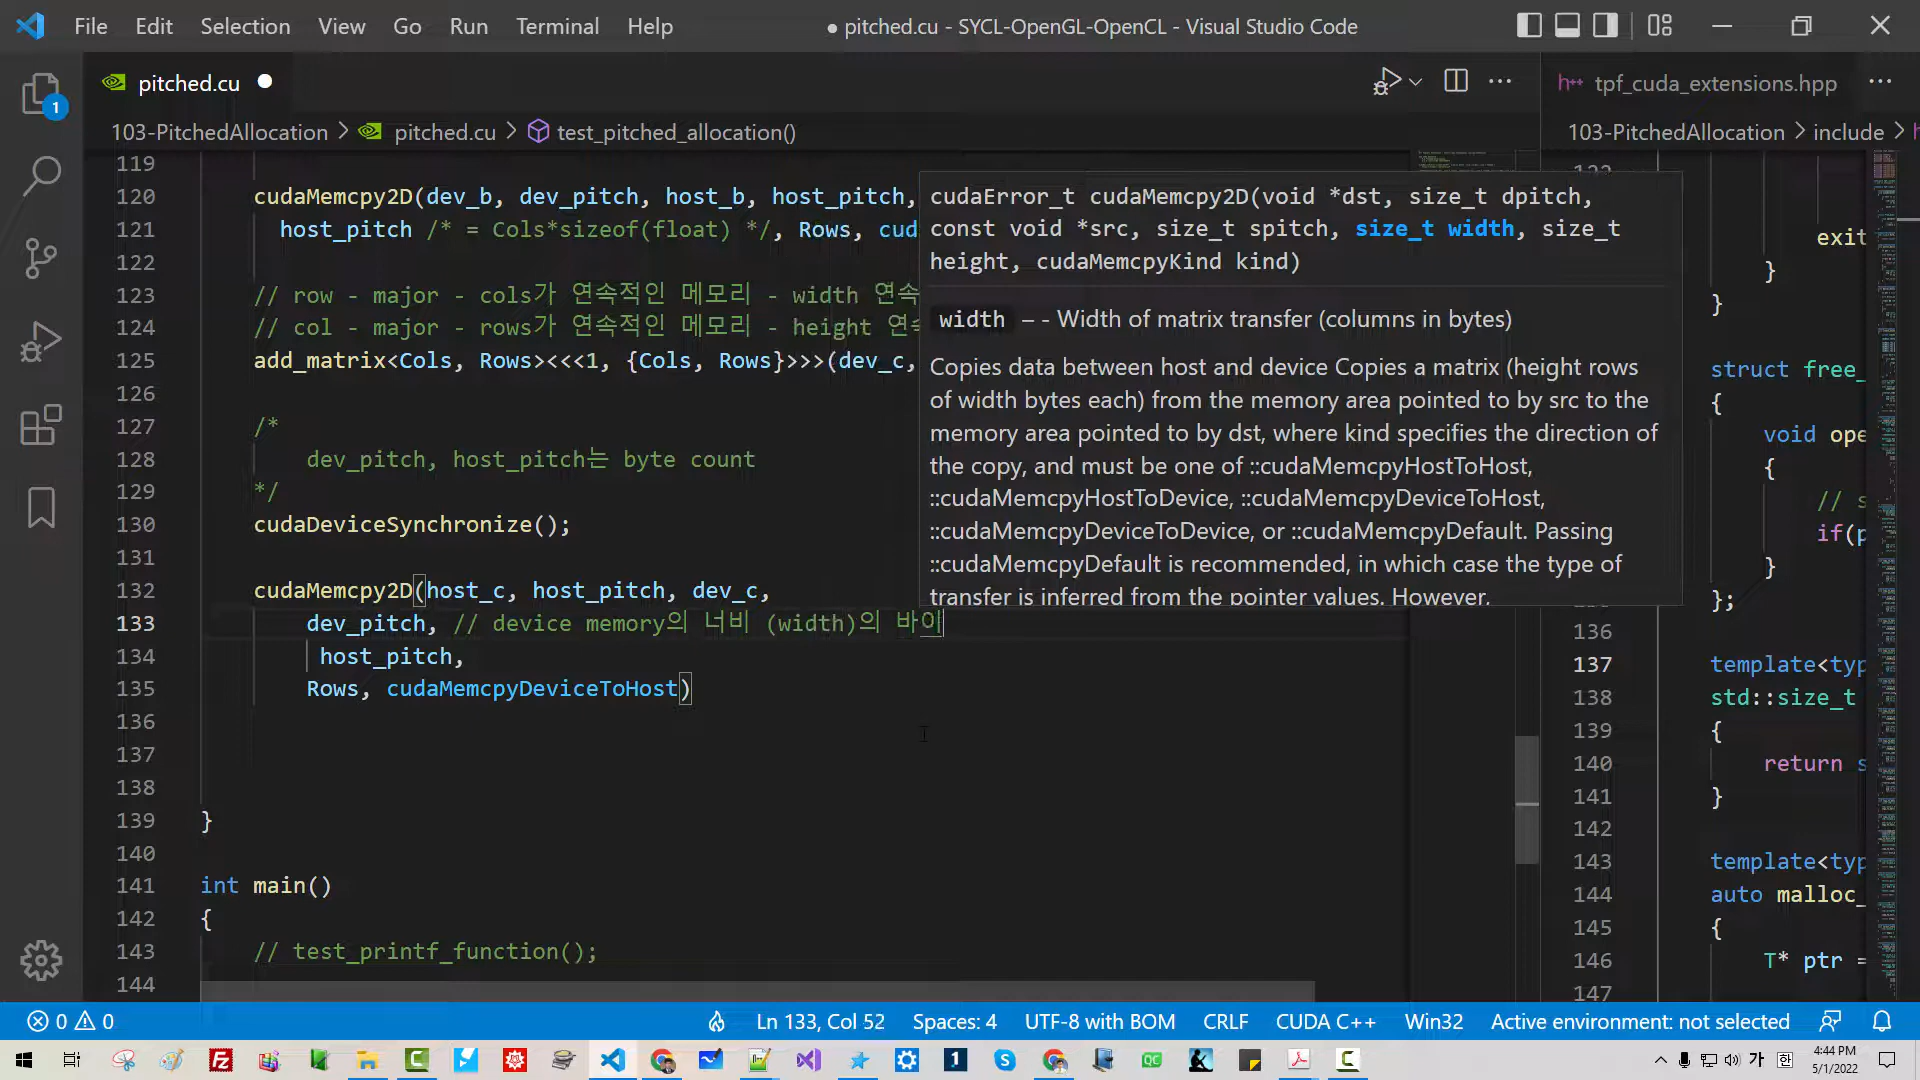 File Edit Selection View Go Run Terminal Help
● pitched.cu - SYCL-OpenGL-OpenCL - Visual Studio Code
pitched.cu
tpf_cuda_extensions.hpp
103-PitchedAllocation > pitched.cu > test_pitched_allocation()
103-PitchedAllocation > include >
1
119
120 cudaMemcpy2D(dev_b, dev_pitch, host_b, host_pitch,
121 host_pitch /* = Cols*sizeof(float) */, Rows, cud
122
123 // row - major - cols가 연속적인 메모리 - width 연속
124 // col - major - rows가 연속적인 메모리 - height 연속
125 add_matrix<Cols, Rows><<<1, {Cols, Rows}>>>(dev_c,
126
127 /*
128 dev_pitch, host_pitch는 byte count
129 */
130 cudaDeviceSynchronize();
131
132 cudaMemcpy2D(host_c, host_pitch, dev_c,
133 dev_pitch, // device memory의 너비 (width)의 바이
134 host_pitch,
135 Rows, cudaMemcpyDeviceToHost)
136
137
138
139 }
140
141 int main()
142 {
143 // test_printf_function();
144
cudaError_t cudaMemcpy2D(void *dst, size_t dpitch,
const void *src, size_t spitch, size_t width, size_t
height, cudaMemcpyKind kind)
width – - Width of matrix transfer (columns in bytes)
Copies data between host and device Copies a matrix (height rows
of width bytes each) from the memory area pointed to by src to the
memory area pointed to by dst, where kind specifies the direction of
the copy, and must be one of ::cudaMemcpyHostToHost,
::cudaMemcpyHostToDevice, ::cudaMemcpyDeviceToHost,
::cudaMemcpyDeviceToDevice, or ::cudaMemcpyDefault. Passing
::cudaMemcpyDefault is recommended, in which case the type of
transfer is inferred from the pointer values. However,
exit
}
}
struct free_
{
void ope
{
// s
if(p
}
};
136
137 template<typ
138 std::size_t
139 {
140 return s
141 }
142
143 template<typ
144 auto malloc_
145 {
146 T* ptr =
147
0 0
Ln 133, Col 52 Spaces: 4 UTF-8 with BOM CRLF CUDA C++ Win32 Active environment: not selected
가 한
4:44 PM
5/1/2022